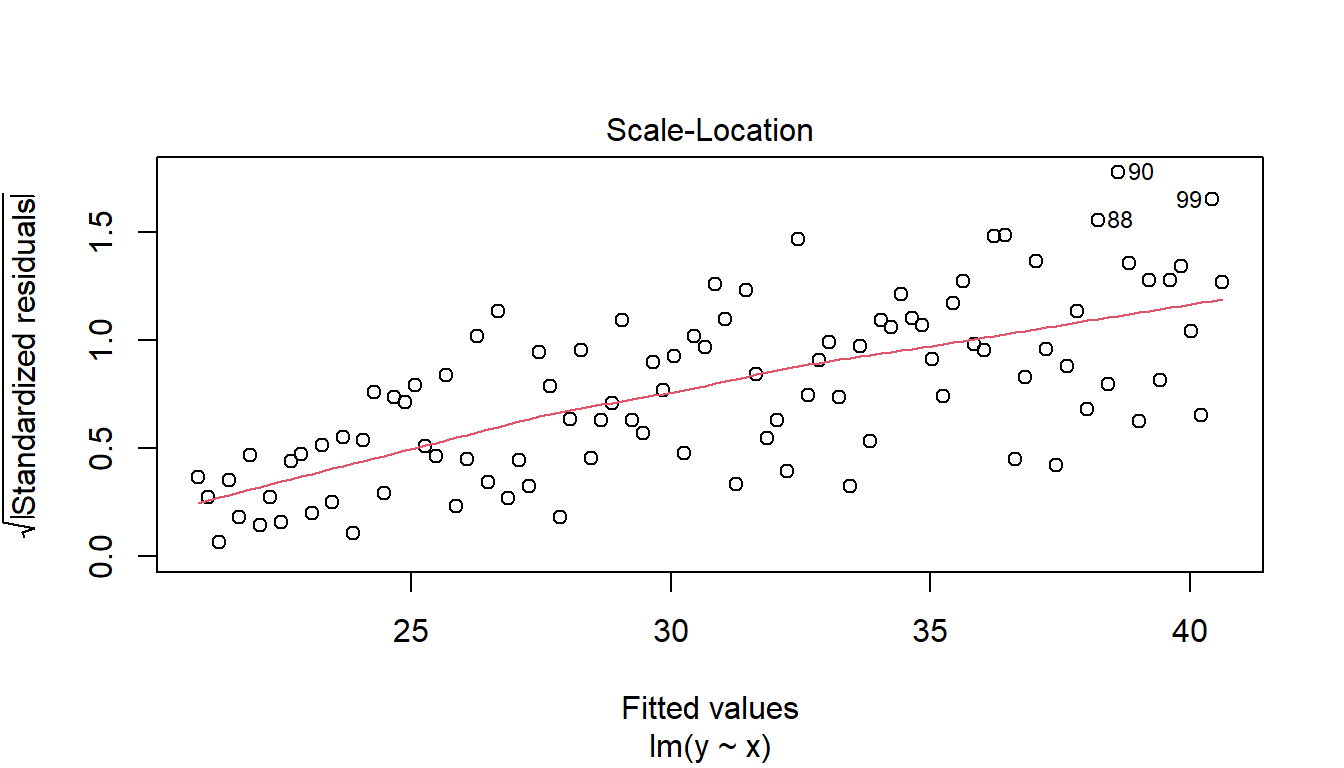 Scale-Location
√|Standardized residuals|
1.5
1.0
0.5
0.0
90
99
88
25 30 35 40
Fitted values
lm(y ~ x)